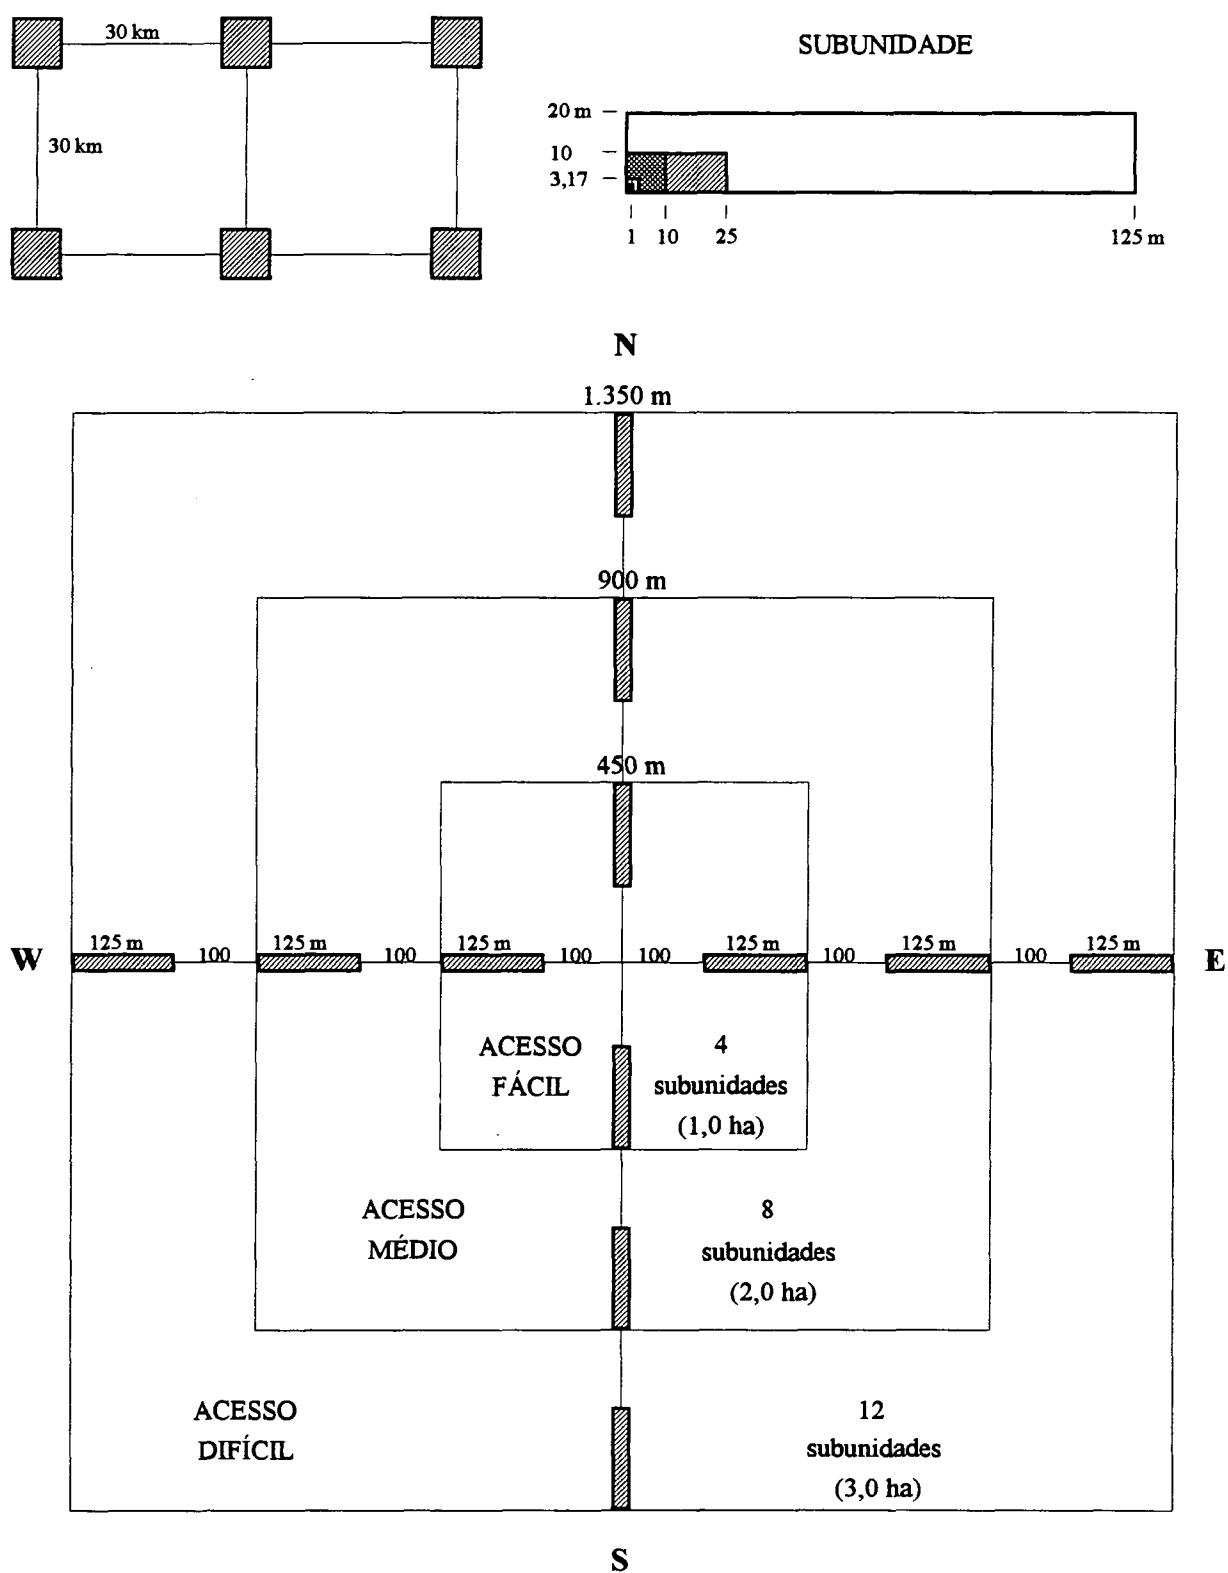 30 km
30 km
SUBUNIDADE
20 m
10
3,17
1
10
25
125 m
N
1.350 m
900 m
450 m
W
125 m
100
125 m
100
125 m
100
100
125 m
100
125 m
100
125 m
E
ACESSO
FÁCIL
4
subunidades
(1,0 ha)
ACESSO
MÉDIO
8
subunidades
(2,0 ha)
ACESSO
DIFÍCIL
12
subunidades
(3,0 ha)
S